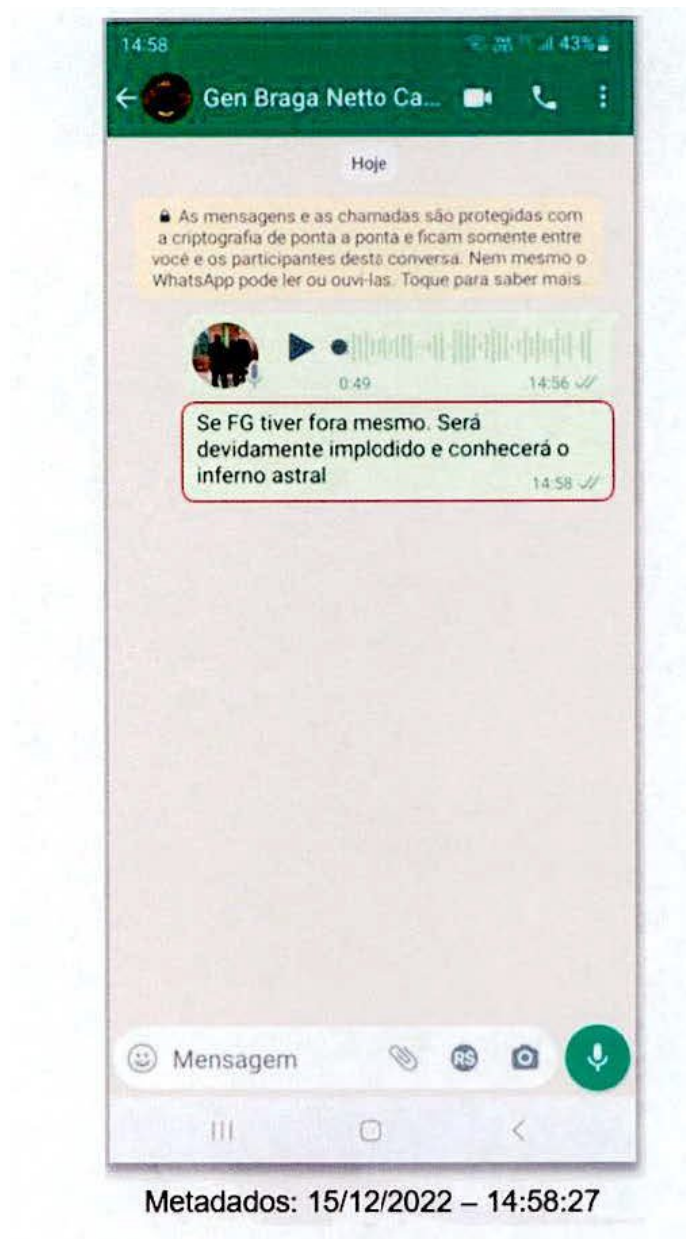 14:58
43%
Gen Braga Netto Ca...
Hoje
As mensagens e as chamadas são protegidas com
a criptografia de ponta a ponta e ficam somente entre
você e os participantes desta conversa. Nem mesmo o
WhatsApp pode ler ou ouvi-las. Toque para saber mais.
0:49
14:56
Se FG tiver fora mesmo. Será
devidamente implodido e conhecerá o
inferno astral
14:58
Mensagem
RS
Metadados: 15/12/2022 – 14:58:27